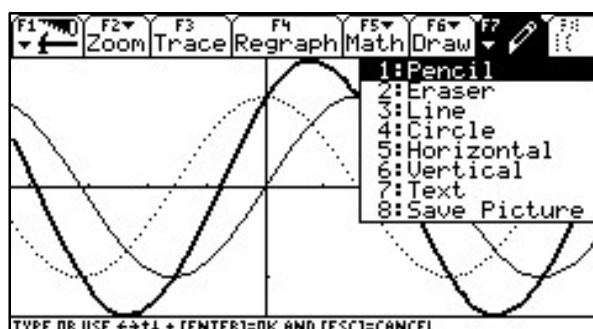 F1 F2 F3 F4 F5 F6 F7
Zoom Trace Regraph Math Draw
1:Pencil
2:Eraser
3:Line
4:Circle
5:Horizontal
6:Vertical
7:Text
8:Save Picture
TYPE OR USE ←→↑↓ + [ENTER]=OK AND [ESC]=CANCEL